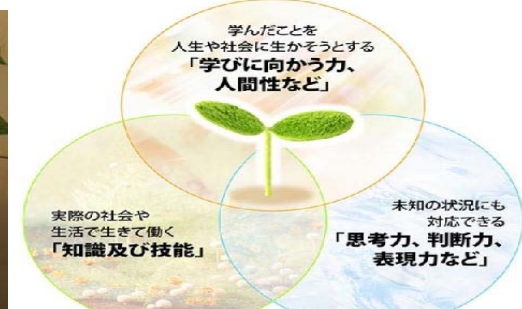 学んだことを
人生や社会に生かそうとする
「学びに向かう力、
人間性など」
実際の社会や
生活で生きて働く
「知識及び技能」
未知の状況にも
対応できる
「思考力、判断力、
表現力など」